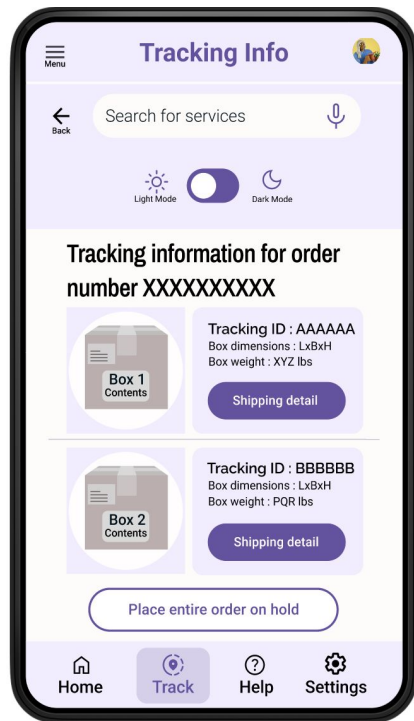 Menu
Tracking Info
Back
Search for services
Light Mode
Dark Mode
Tracking information for order
number XXXXXXXXXX
Box 1
Contents
Tracking ID : AAAAAA
Box dimensions : LxBxH
Box weight : XYZ lbs
Shipping detail
Box 2
Contents
Tracking ID : BBBBBB
Box dimensions : LxBxH
Box weight : PQR lbs
Shipping detail
Place entire order on hold
Home
Track
Help
Settings